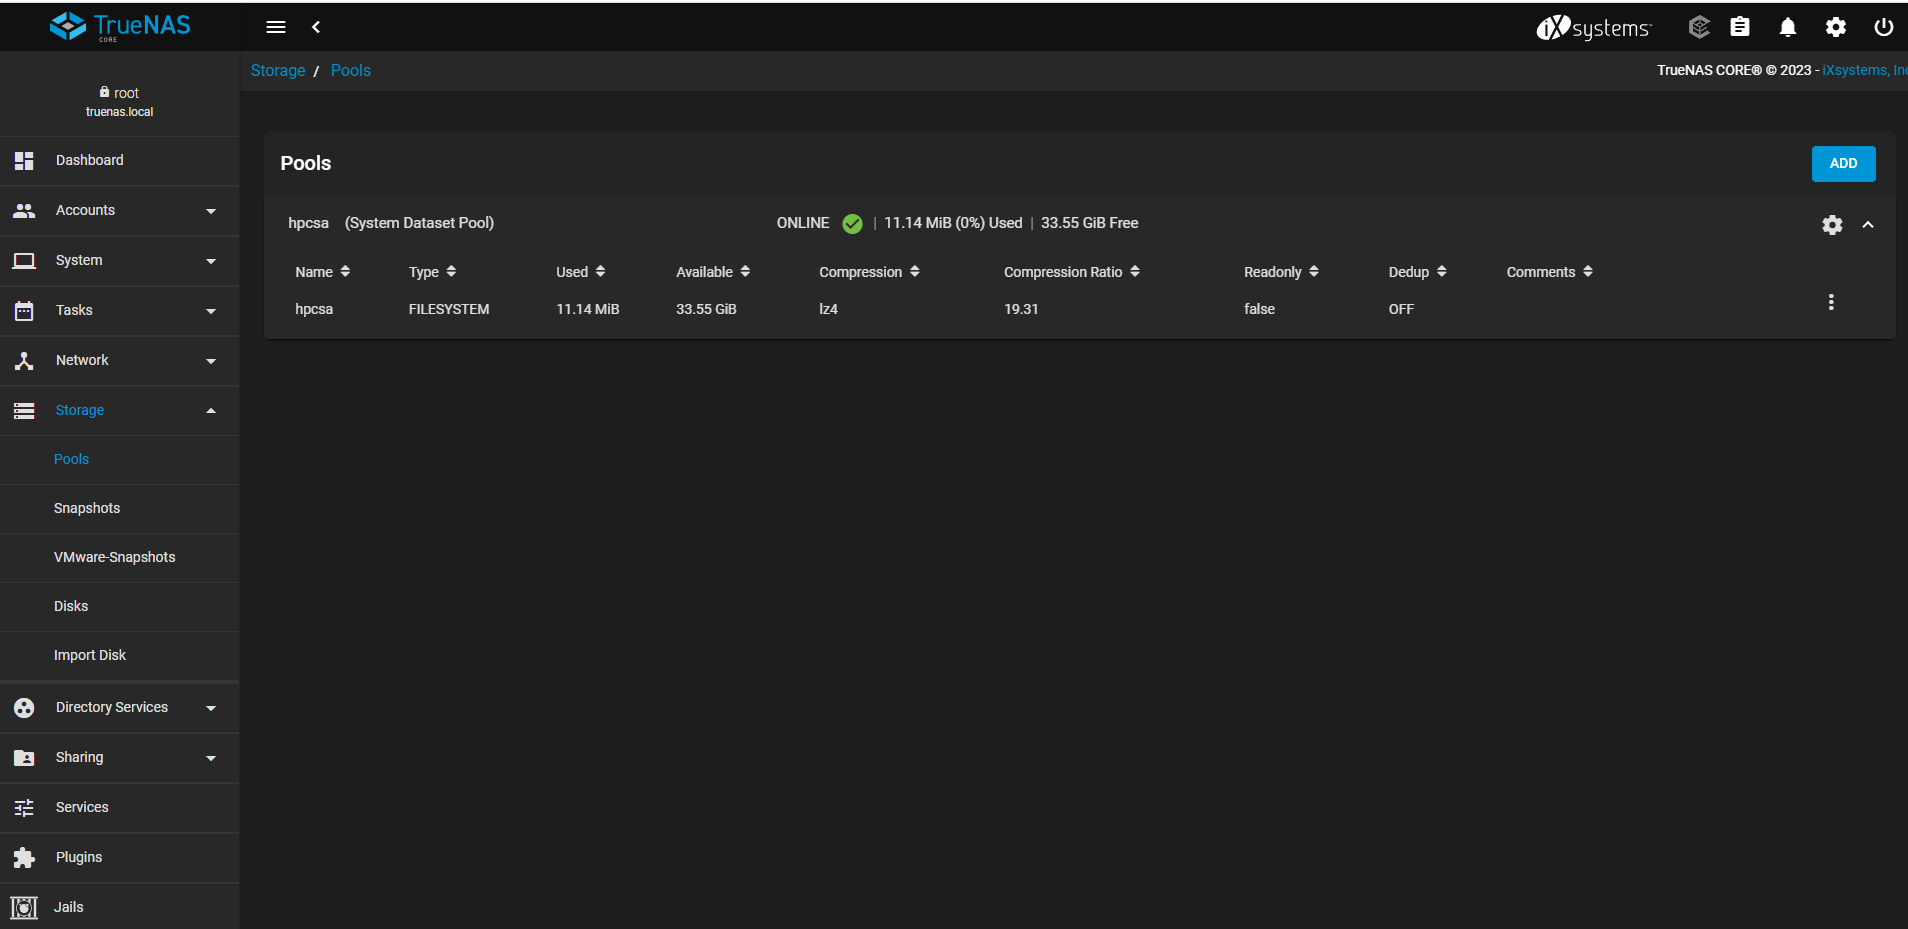 TrueNAS
CORE
iXsystems™
Storage / Pools
TrueNAS CORE® © 2023 - iXsystems, Inc
root
truenas.local
Dashboard
Accounts
System
Tasks
Network
Storage
Pools
Snapshots
VMware-Snapshots
Disks
Import Disk
Directory Services
Sharing
Services
Plugins
Jails
Pools
ADD
hpcsa (System Dataset Pool) ONLINE | 11.14 MiB (0%) Used | 33.55 GiB Free
Name Type Used Available Compression Compression Ratio Readonly Dedup Comments
hpcsa FILESYSTEM 11.14 MiB 33.55 GiB lz4 19.31 false OFF